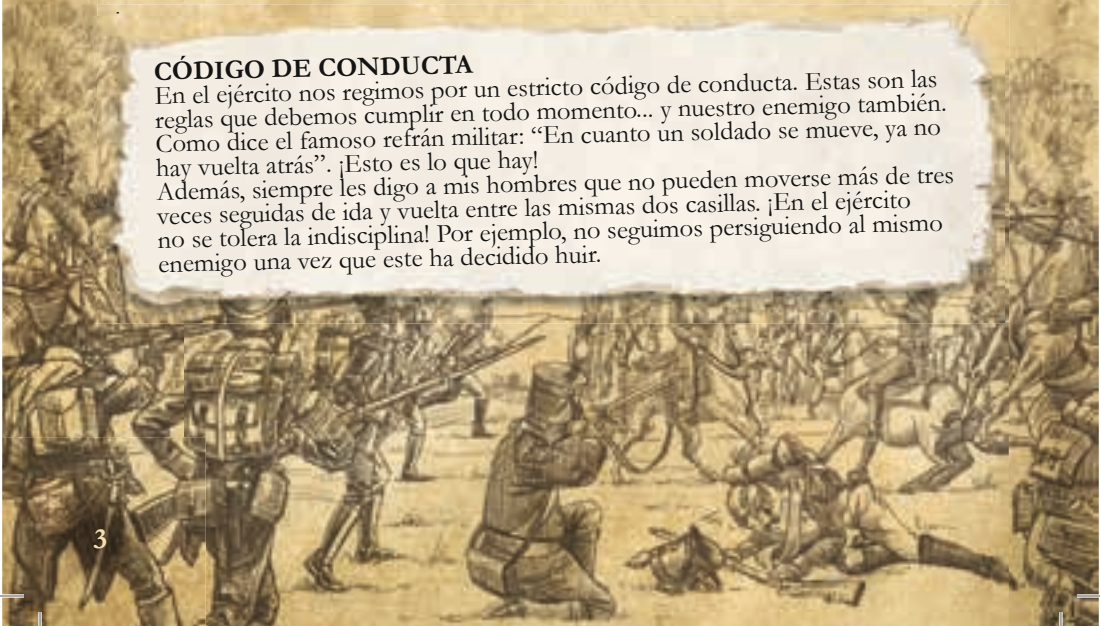 CÓDIGO DE CONDUCTA
En el ejército nos regimos por un estricto código de conducta. Estas son las
reglas que debemos cumplir en todo momento... y nuestro enemigo también.
Como dice el famoso refrán militar: “En cuanto un soldado se mueve, ya no
hay vuelta atrás”. ¡Esto es lo que hay!
Además, siempre les digo a mis hombres que no pueden moverse más de tres
veces seguidas de ida y vuelta entre las mismas dos casillas. ¡En el ejército
no se tolera la indisciplina! Por ejemplo, no seguimos persiguiendo al mismo
enemigo una vez que este ha decidido huir.
3